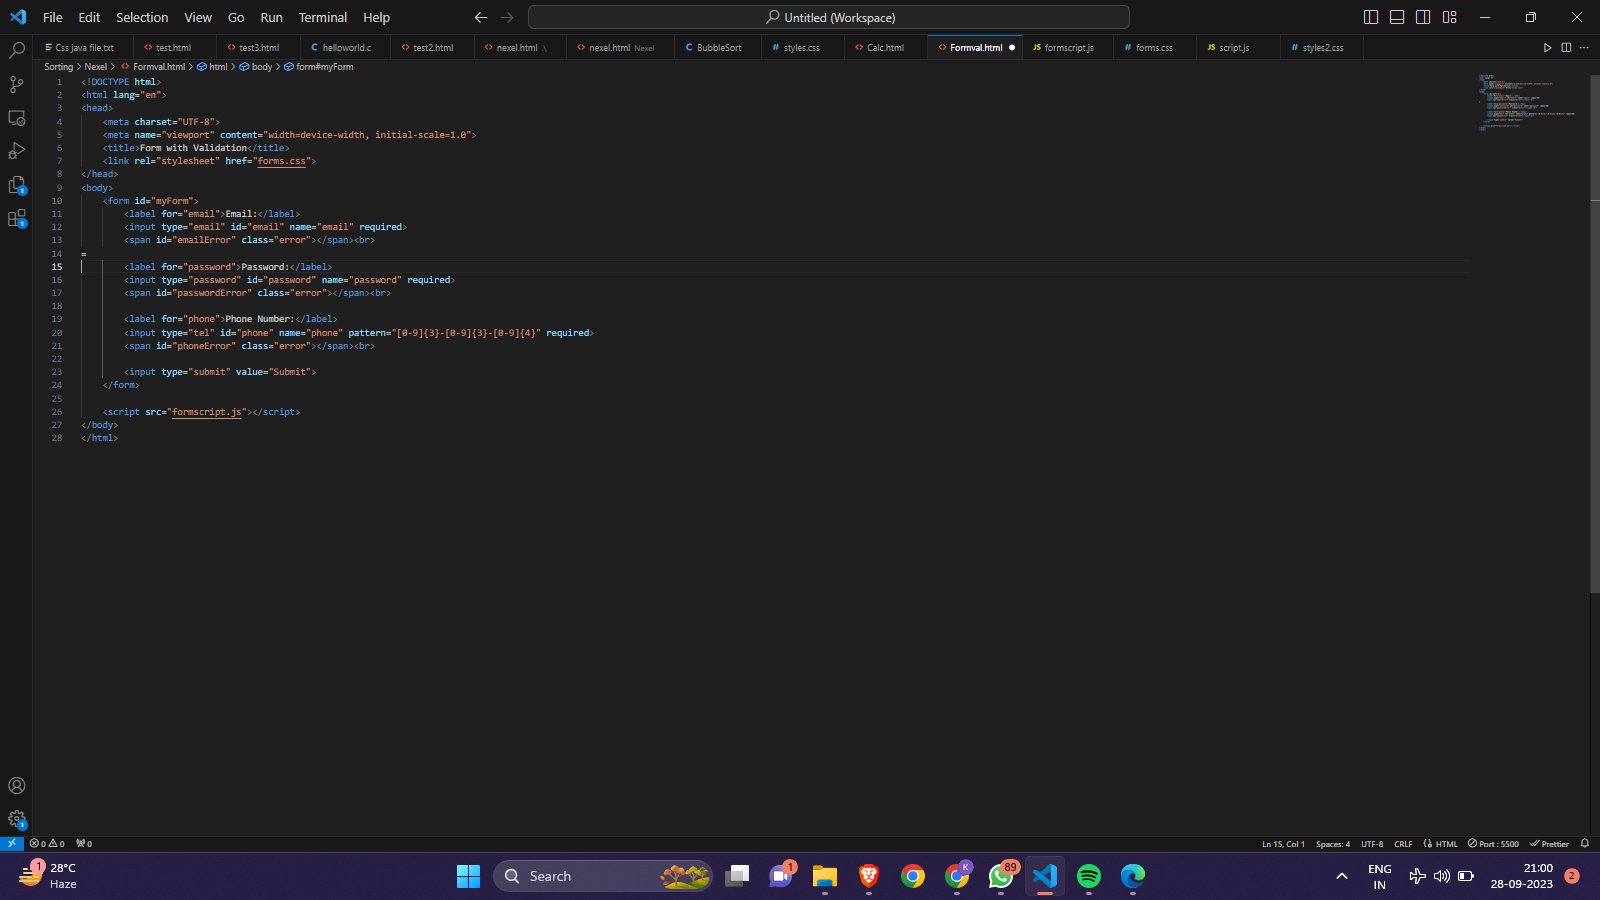 File Edit Selection View Go Run Terminal Help
Untitled (Workspace)
Css java file.txt test.html test3.html helloworld.c test2.html nexel.html .\ nexel.html Nexel BubbleSort styles.css Calc.html Formval.html formscript.js forms.css script.js styles2.css
Sorting > Nexel > Formval.html > html > body > form#myForm
1 <!DOCTYPE html>
2 <html lang="en">
3 <head>
4 <meta charset="UTF-8">
5 <meta name="viewport" content="width=device-width, initial-scale=1.0">
6 <title>Form with Validation</title>
7 <link rel="stylesheet" href="forms.css">
8 </head>
9 <body>
10 <form id="myForm">
11 <label for="email">Email:</label>
12 <input type="email" id="email" name="email" required>
13 <span id="emailError" class="error"></span><br>
14 =
15 <label for="password">Password:</label>
16 <input type="password" id="password" name="password" required>
17 <span id="passwordError" class="error"></span><br>
18
19 <label for="phone">Phone Number:</label>
20 <input type="tel" id="phone" name="phone" pattern="[0-9]{3}-[0-9]{3}-[0-9]{4}" required>
21 <span id="phoneError" class="error"></span><br>
22
23 <input type="submit" value="Submit">
24 </form>
25
26 <script src="formscript.js"></script>
27 </body>
28 </html>
0 0 0 Ln 15, Col 1 Spaces: 4 UTF-8 CRLF HTML Port : 5500 Prettier
1 28°C
Haze
Search
1 K 89
ENG
IN
21:00
28-09-2023
2